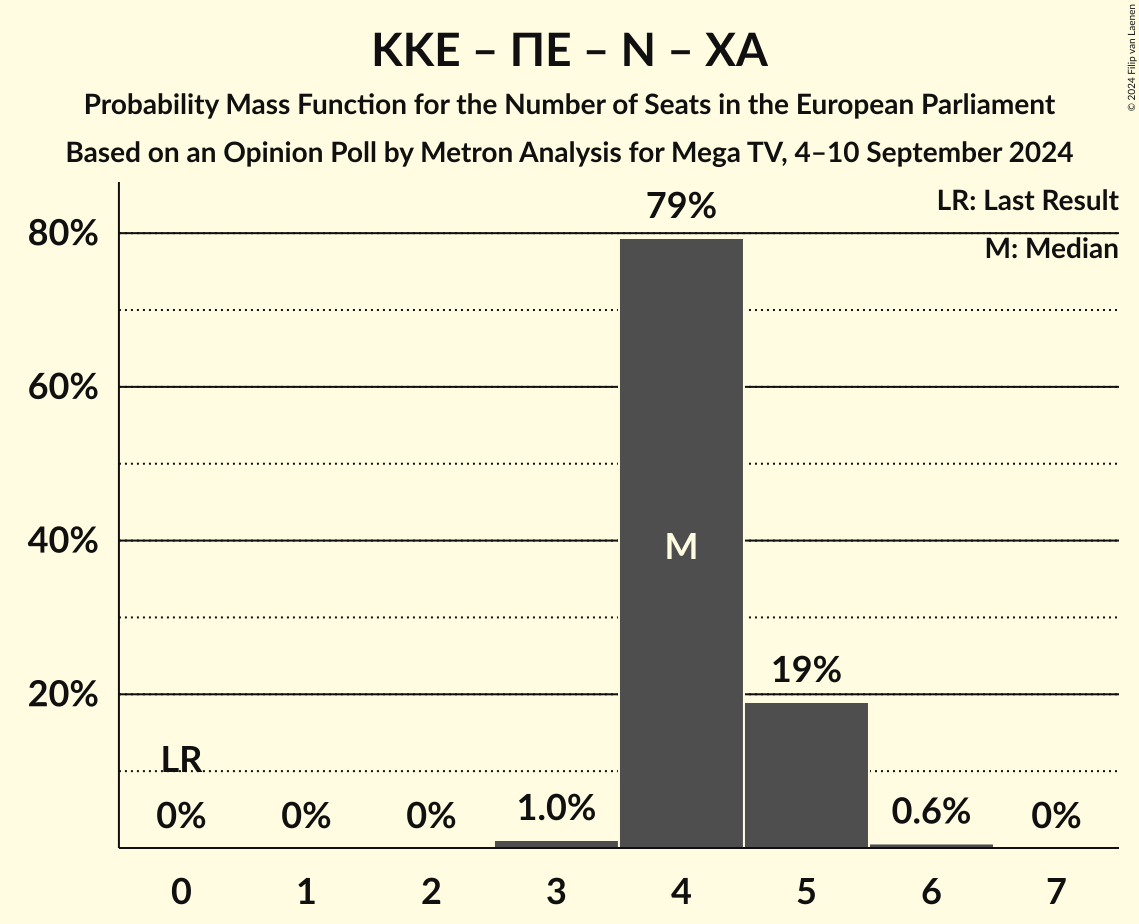 ΚΚΕ – ΠΕ – Ν – ΧΑ
Probability Mass Function for the Number of Seats in the European Parliament
Based on an Opinion Poll by Metron Analysis for Mega TV, 4–10 September 2024
© 2024 Filip van Laenen
LR: Last Result
M: Median
80%
60%
40%
20%
79%
M
19%
LR
0%
0%
0%
1.0%
0.6%
0%
0
1
2
3
4
5
6
7